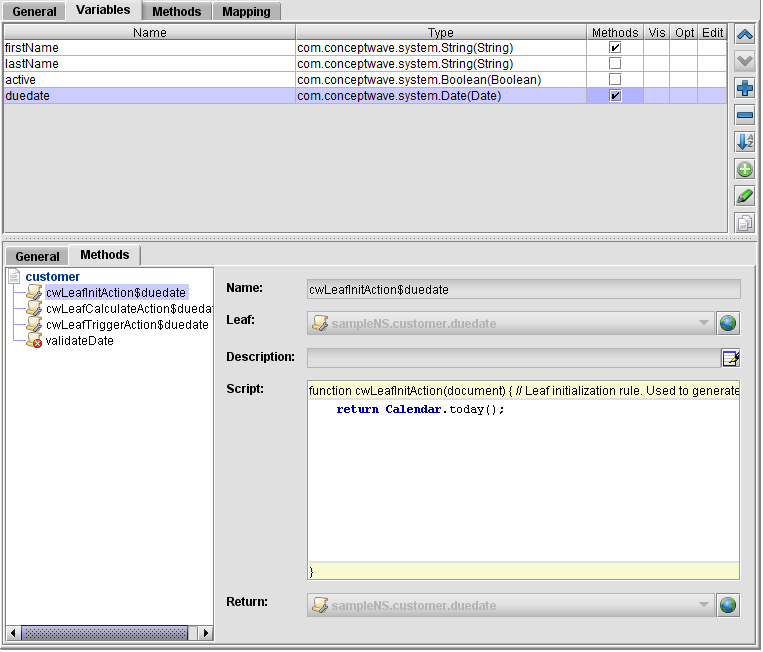 General Variables Methods Mapping
Name Type Methods Vis Opt Edit
firstName com.conceptwave.system.String(String)
lastName com.conceptwave.system.String(String)
active com.conceptwave.system.Boolean(Boolean)
duedate com.conceptwave.system.Date(Date)
General Methods
customer
cwLeafInitAction$duedate
cwLeafCalculateAction$duedat
cwLeafTriggerAction$duedate
validateDate
Name: cwLeafInitAction$duedate
Leaf: sampleNS.customer.duedate
Description:
Script: function cwLeafInitAction(document) { // Leaf initialization rule. Used to generate
return Calendar.today();
}
Return: sampleNS.customer.duedate